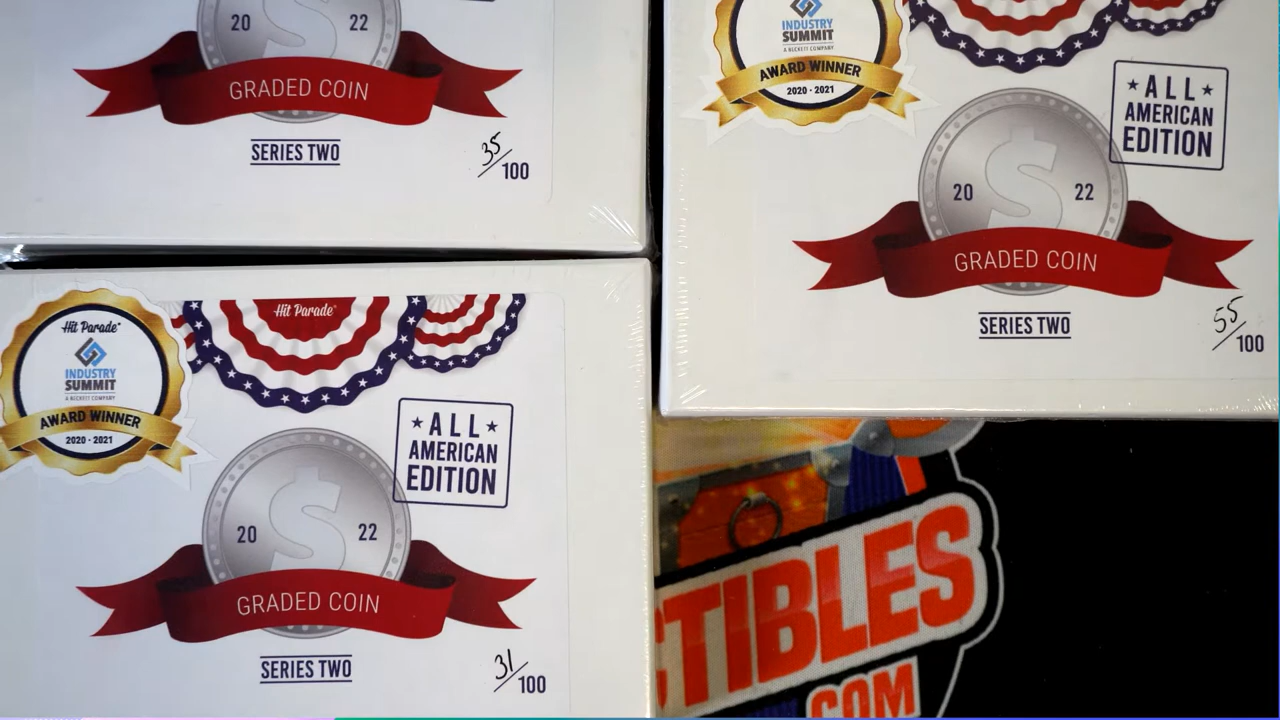 20 22
GRADED COIN
SERIES TWO
35/100
INDUSTRY
SUMMIT
A BECKETT COMPANY
AWARD WINNER
2020 - 2021
★ ALL ★
AMERICAN
EDITION
20 22
GRADED COIN
SERIES TWO
55/100
Hit Parade
INDUSTRY
SUMMIT
A BECKETT COMPANY
AWARD WINNER
2020 - 2021
Hit Parade
★ ALL ★
AMERICAN
EDITION
$
20 22
GRADED COIN
SERIES TWO
31/100
CTIBLES
.COM